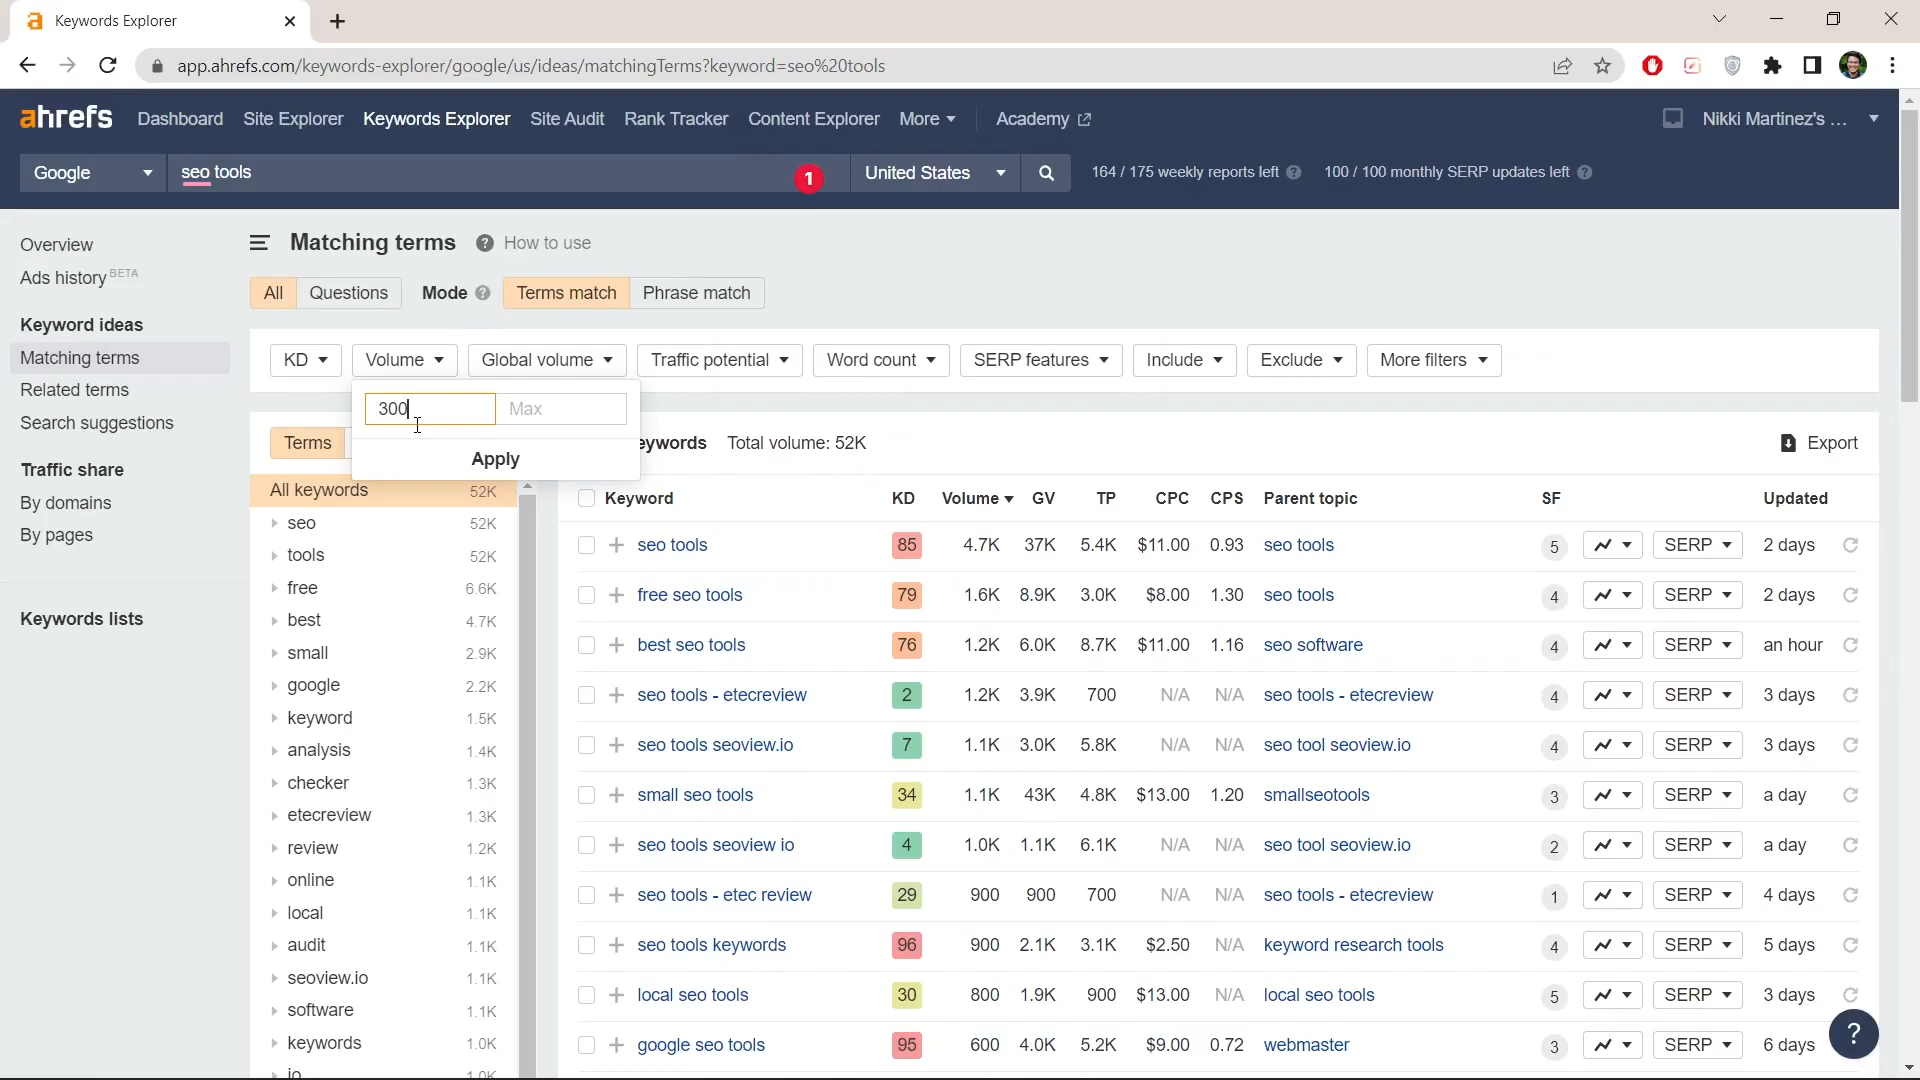 Keywords Explorer
app.ahrefs.com/keywords-explorer/google/us/ideas/matchingTerms?keyword=seo%20tools
ahrefs Dashboard Site Explorer Keywords Explorer Site Audit Rank Tracker Content Explorer More Academy Nikki Martinez's ...
Google seo tools 1 United States 164 / 175 weekly reports left ? 100 / 100 monthly SERP updates left ?
Overview
Ads history BETA
Keyword ideas
Matching terms
Related terms
Search suggestions
Traffic share
By domains
By pages
Keywords lists
Matching terms ? How to use
All Questions Mode ? Terms match Phrase match
KD Volume Global volume Traffic potential Word count SERP features Include Exclude More filters
300 Max
Apply
Terms
eywords Total volume: 52K Export
All keywords 52K
seo 52K
tools 52K
free 6.6K
best 4.7K
small 2.9K
google 2.2K
keyword 1.5K
analysis 1.4K
checker 1.3K
etecreview 1.3K
review 1.2K
online 1.1K
local 1.1K
audit 1.1K
seoview.io 1.1K
software 1.1K
keywords 1.0K
io 1.0K
Keyword KD Volume GV TP CPC CPS Parent topic SF Updated
seo tools 85 4.7K 37K 5.4K $11.00 0.93 seo tools 5 SERP 2 days
free seo tools 79 1.6K 8.9K 3.0K $8.00 1.30 seo tools 4 SERP 2 days
best seo tools 76 1.2K 6.0K 8.7K $11.00 1.16 seo software 4 SERP an hour
seo tools - etecreview 2 1.2K 3.9K 700 N/A N/A seo tools - etecreview 4 SERP 3 days
seo tools seoview.io 7 1.1K 3.0K 5.8K N/A N/A seo tool seoview.io 4 SERP 3 days
small seo tools 34 1.1K 43K 4.8K $13.00 1.20 smallseotools 3 SERP a day
seo tools seoview io 4 1.0K 1.1K 6.1K N/A N/A seo tool seoview.io 2 SERP a day
seo tools - etec review 29 900 900 700 N/A N/A seo tools - etecreview 1 SERP 4 days
seo tools keywords 96 900 2.1K 3.1K $2.50 N/A keyword research tools 4 SERP 5 days
local seo tools 30 800 1.9K 900 $13.00 N/A local seo tools 5 SERP 3 days
google seo tools 95 600 4.0K 5.2K $9.00 0.72 webmaster 3 SERP 6 days
?